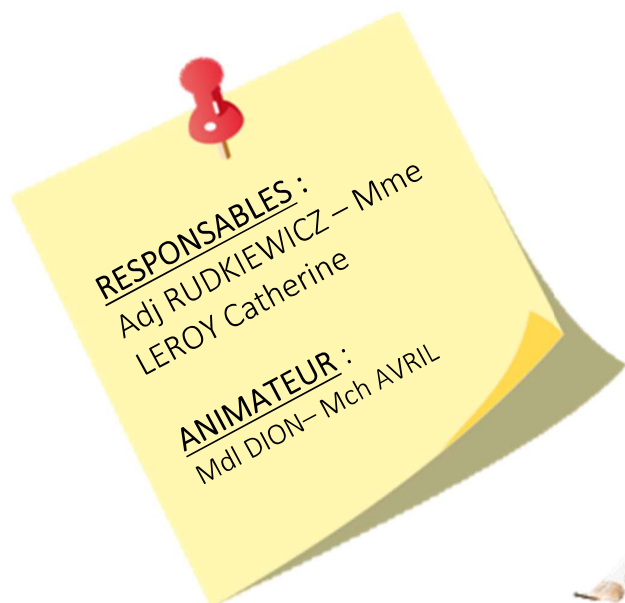 RESPONSABLES :
Adj RUDKIEWICZ – Mme
LEROY Catherine
ANIMATEUR :
Mdl DION– Mch AVRIL